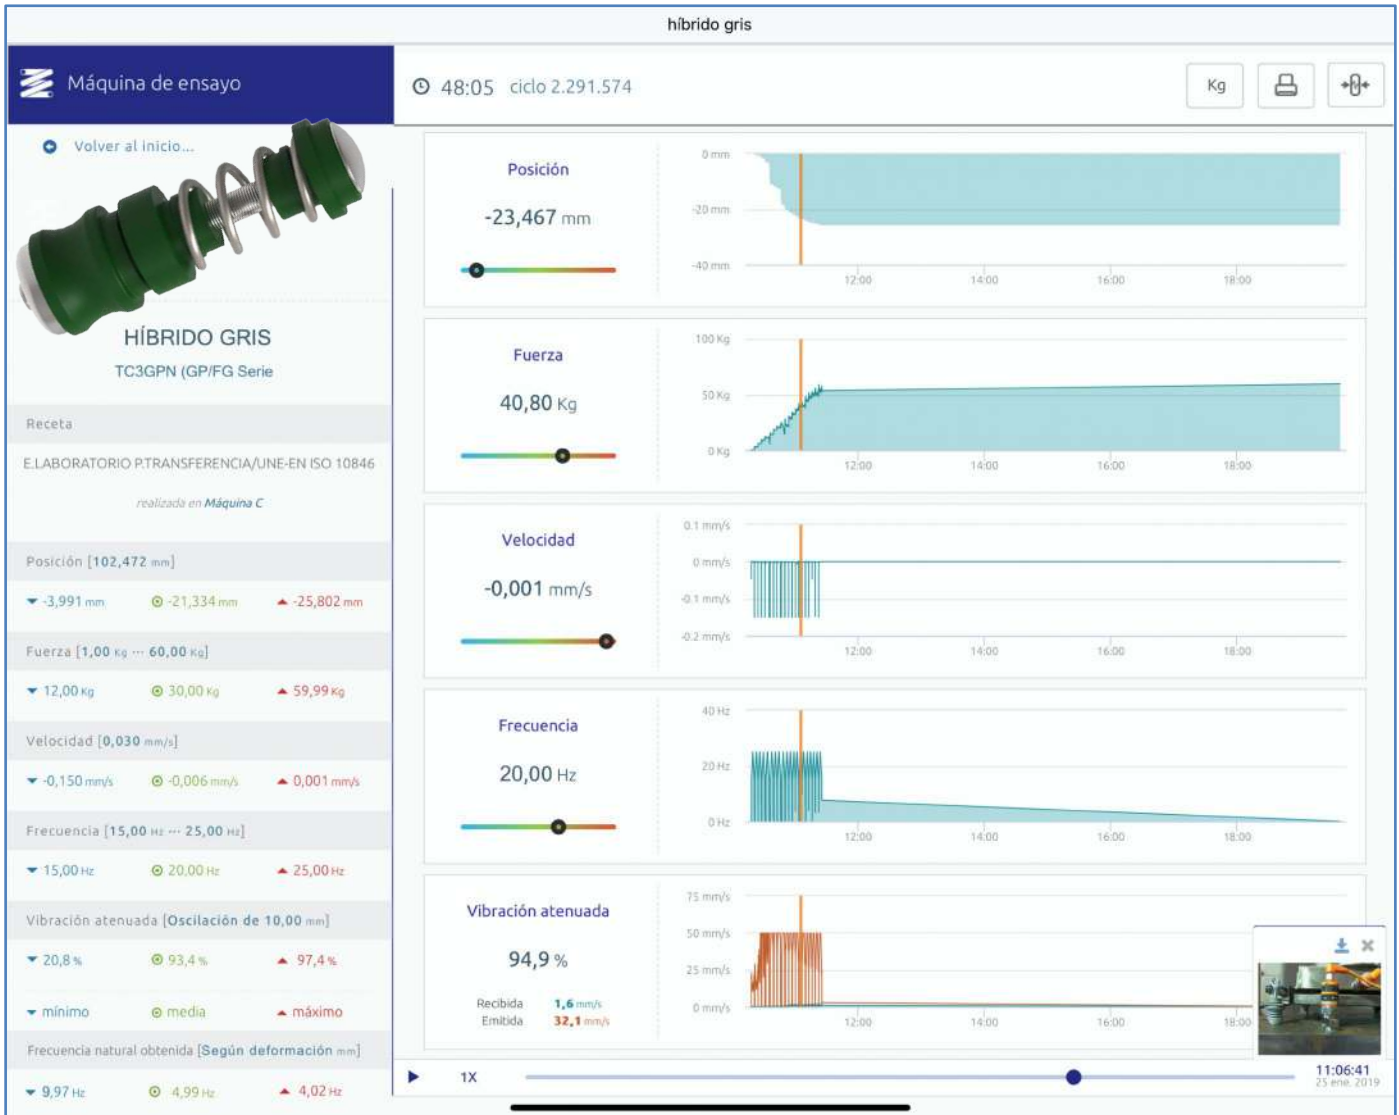 híbrido gris
Máquina de ensayo
48:05 ciclo 2.291.574
Kg
Volver al inicio...
HÍBRIDO GRIS
TC3GPN (GP/FG Serie
Receta
E.LABORATORIO P.TRANSFERENCIA/UNE-EN ISO 10846
realizada en Máquina C
Posición [102,472 mm]
-3,991 mm -21,334 mm -25,802 mm
Fuerza [1,00 Kg ... 60,00 Kg]
12,00 Kg 30,00 Kg 59,99 Kg
Velocidad [0,030 mm/s]
-0,150 mm/s -0,006 mm/s 0,001 mm/s
Frecuencia [15,00 Hz ... 25,00 Hz]
15,00 Hz 20,00 Hz 25,00 Hz
Vibración atenuada [Oscilación de 10,00 mm]
20,8 % 93,4 % 97,4 %
mínimo media máximo
Frecuencia natural obtenida [Según deformación mm]
9,97 Hz 4,99 Hz 4,02 Hz
Posición
-23,467 mm
0 mm
-20 mm
-40 mm
12:00 14:00 16:00 18:00
Fuerza
40,80 Kg
100 Kg
50 Kg
0 Kg
12:00 14:00 16:00 18:00
Velocidad
-0,001 mm/s
0.1 mm/s
0 mm/s
-0.1 mm/s
-0.2 mm/s
12:00 14:00 16:00 18:00
Frecuencia
20,00 Hz
40 Hz
20 Hz
0 Hz
12:00 14:00 16:00 18:00
Vibración atenuada
94,9 %
Recibida 1,6 mm/s
Emitida 32,1 mm/s
75 mm/s
50 mm/s
25 mm/s
0 mm/s
12:00 14:00 16:00 18:00
1X
11:06:41
25 ene. 2019